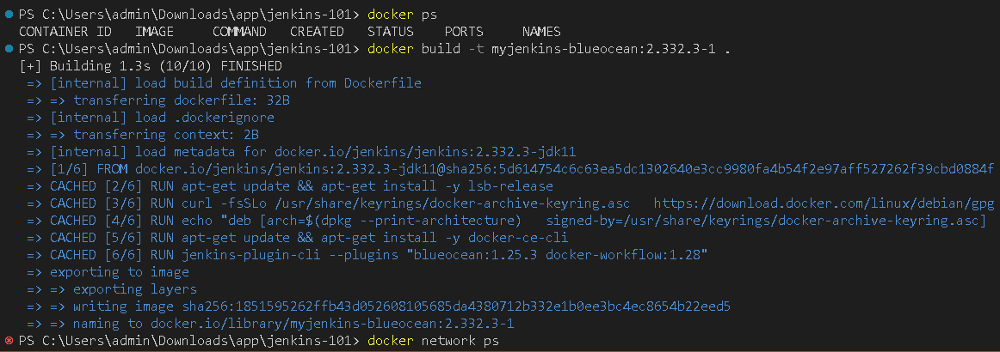 PS C:\Users\admin\Downloads\app\jenkins-101> docker ps
CONTAINER ID   IMAGE     COMMAND   CREATED   STATUS    PORTS     NAMES
PS C:\Users\admin\Downloads\app\jenkins-101> docker build -t myjenkins-blueocean:2.332.3-1 .
[+] Building 1.3s (10/10) FINISHED
=> [internal] load build definition from Dockerfile
=> => transferring dockerfile: 32B
=> [internal] load .dockerignore
=> => transferring context: 2B
=> [internal] load metadata for docker.io/jenkins/jenkins:2.332.3-jdk11
=> [1/6] FROM docker.io/jenkins/jenkins:2.332.3-jdk11@sha256:5d614754c6c63ea5dc1302640e3cc9980fa4b54f2e97aff527262f39cbd0884f
=> CACHED [2/6] RUN apt-get update && apt-get install -y lsb-release
=> CACHED [3/6] RUN curl -fsSLo /usr/share/keyrings/docker-archive-keyring.asc   https://download.docker.com/linux/debian/gpg
=> CACHED [4/6] RUN echo "deb [arch=$(dpkg --print-architecture) ` signed-by=/usr/share/keyrings/docker-archive-keyring.asc]
=> CACHED [5/6] RUN apt-get update && apt-get install -y docker-ce-cli
=> CACHED [6/6] RUN jenkins-plugin-cli --plugins "blueocean:1.25.3 docker-workflow:1.28"
=> exporting to image
=> => exporting layers
=> => writing image sha256:1851595262ffb43d052608105685da4380712b332e1b0ee3bc4ec8654b22eed5
=> => naming to docker.io/library/myjenkins-blueocean:2.332.3-1
PS C:\Users\admin\Downloads\app\jenkins-101> docker network ps